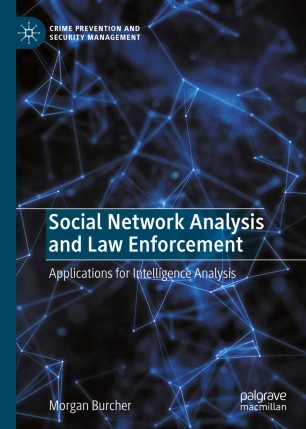 CRIME PREVENTION AND
SECURITY MANAGEMENT
Social Network Analysis
and Law Enforcement
Applications for Intelligence Analysis
Morgan Burcher
palgrave
macmillan